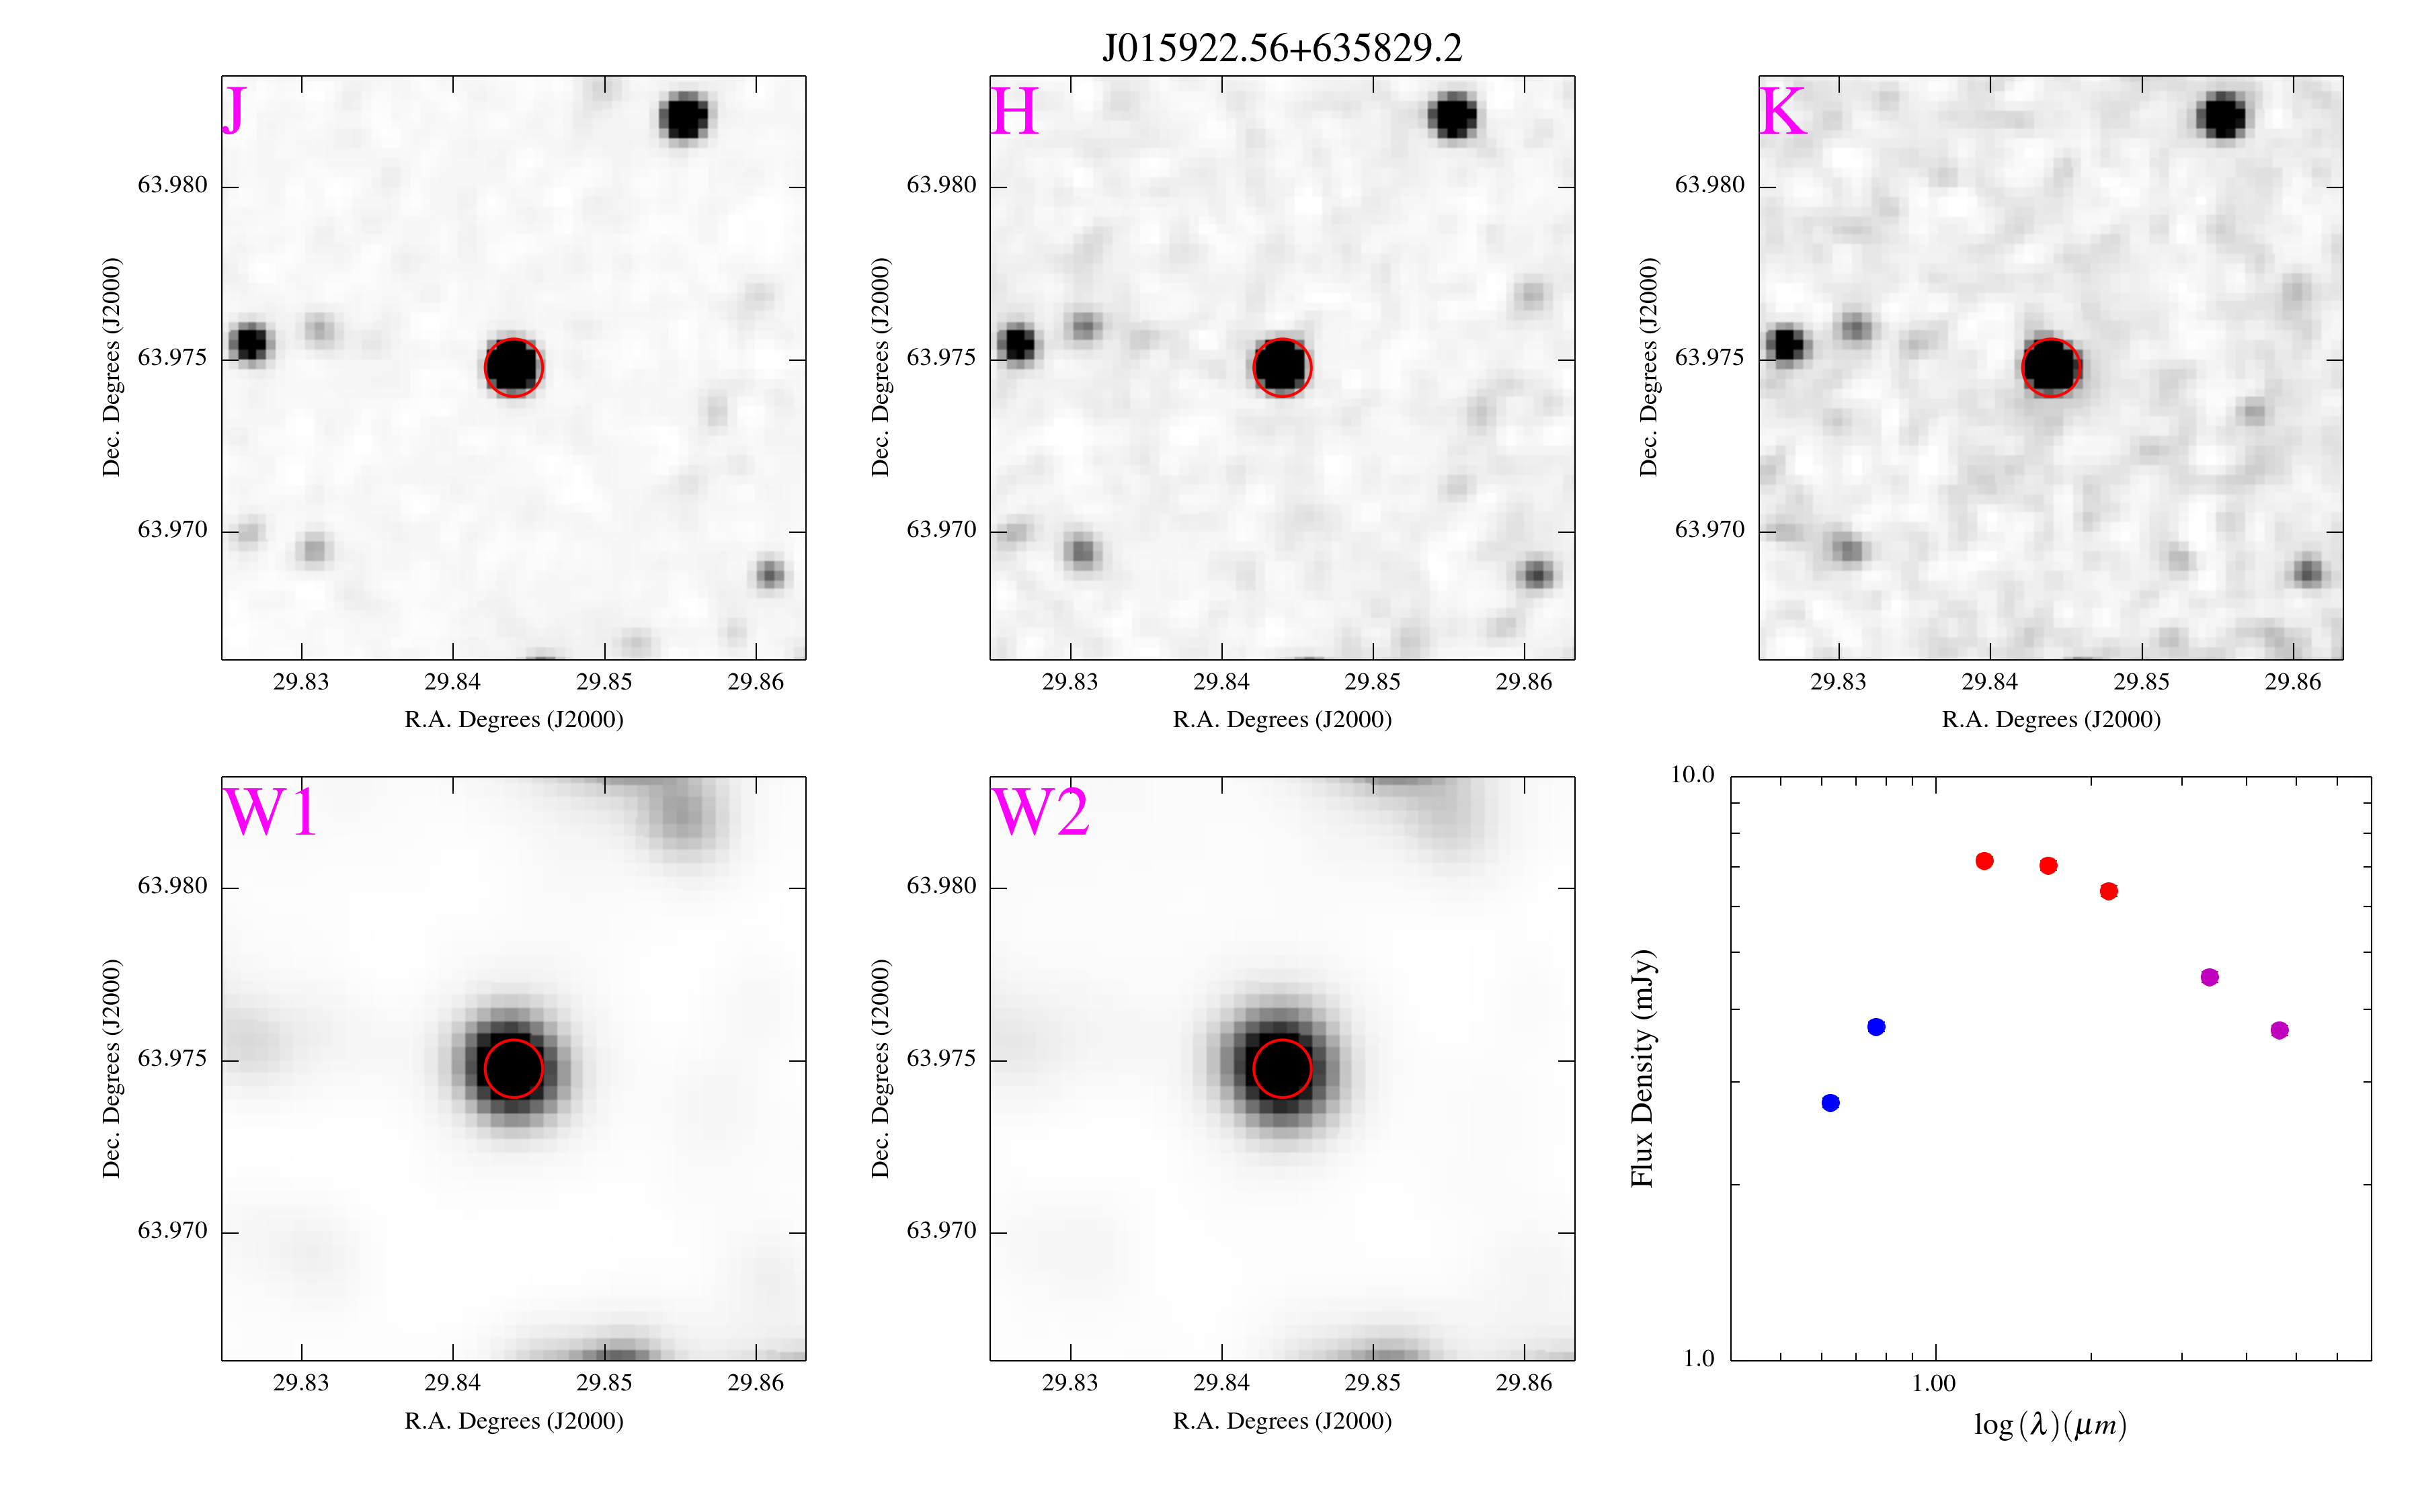 J015922.56+635829.2
J
63.980
63.975
63.970
Dec. Degrees (J2000)
29.83 29.84 29.85 29.86
R.A. Degrees (J2000)
H
63.980
63.975
63.970
Dec. Degrees (J2000)
29.83 29.84 29.85 29.86
R.A. Degrees (J2000)
K
63.980
63.975
63.970
Dec. Degrees (J2000)
29.83 29.84 29.85 29.86
R.A. Degrees (J2000)
W1
63.980
63.975
63.970
Dec. Degrees (J2000)
29.83 29.84 29.85 29.86
R.A. Degrees (J2000)
W2
63.980
63.975
63.970
Dec. Degrees (J2000)
29.83 29.84 29.85 29.86
R.A. Degrees (J2000)
10.0
1.0
Flux Density (mJy)
1.00
log (λ)(μm)